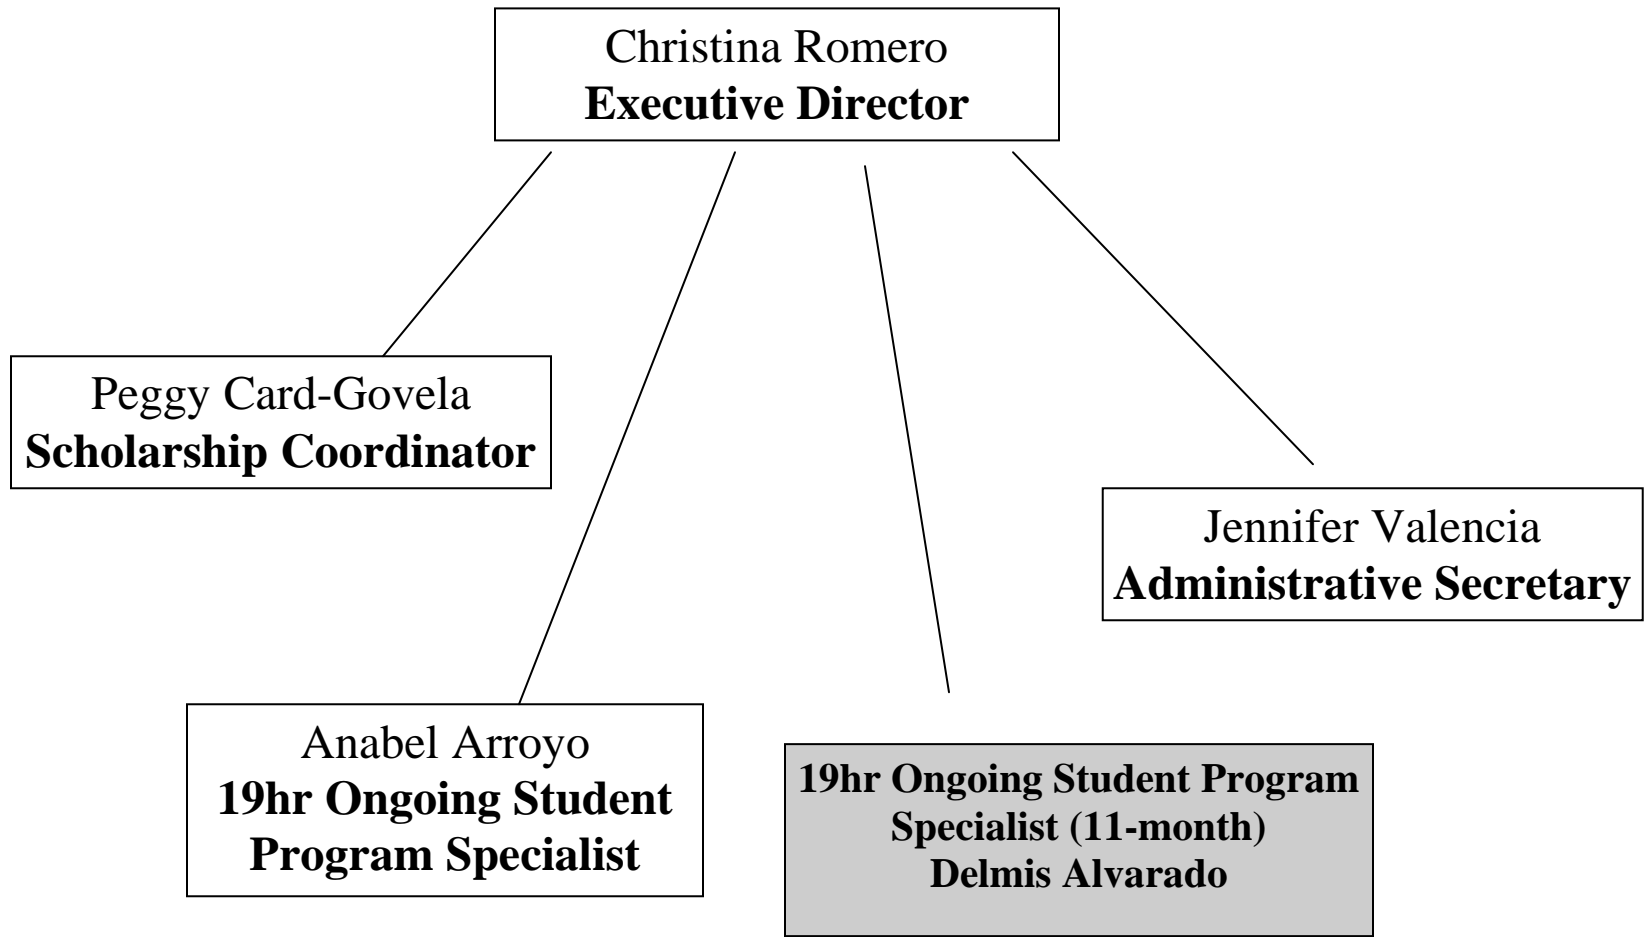 Christina Romero
Executive Director
Peggy Card-Govela
Scholarship Coordinator
Jennifer Valencia
Administrative Secretary
Anabel Arroyo
19hr Ongoing Student
Program Specialist
19hr Ongoing Student Program
Specialist (11-month)
Delmis Alvarado